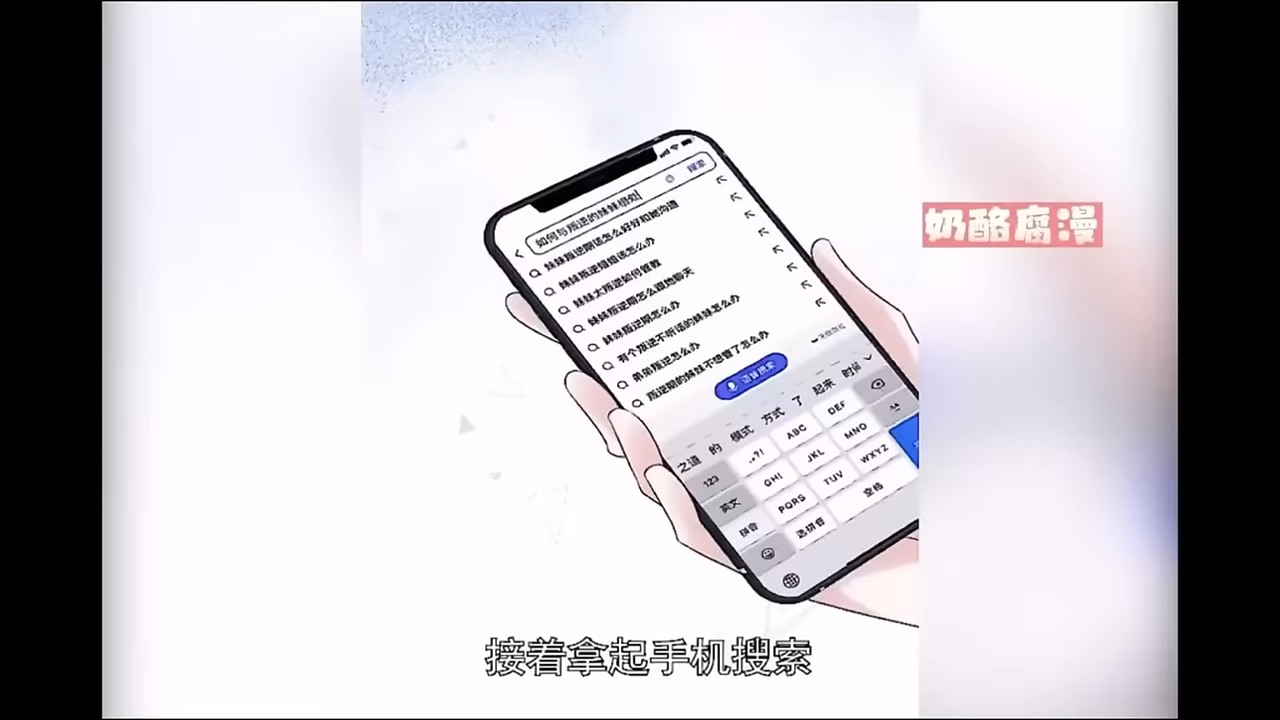 搜索
如何与叛逆的妹妹相处
妹妹叛逆期该怎么好好和她沟通
妹妹叛逆姐姐该怎么办
妹妹太叛逆如何管教
妹妹叛逆期怎么跟她聊天
妹妹叛逆期怎么办
有个叛逆不听话的妹妹怎么办
弟弟叛逆怎么办
叛逆期的妹妹不想管了怎么办
语音搜索
之道 的 模式 方式 了 起来 时
123 ,。?! ABC DEF
英文 GHI JKL MNO ^^
拼音 PQRS TUV WXYZ
选拼音 空格
奶酪腐漫
接着拿起手机搜索